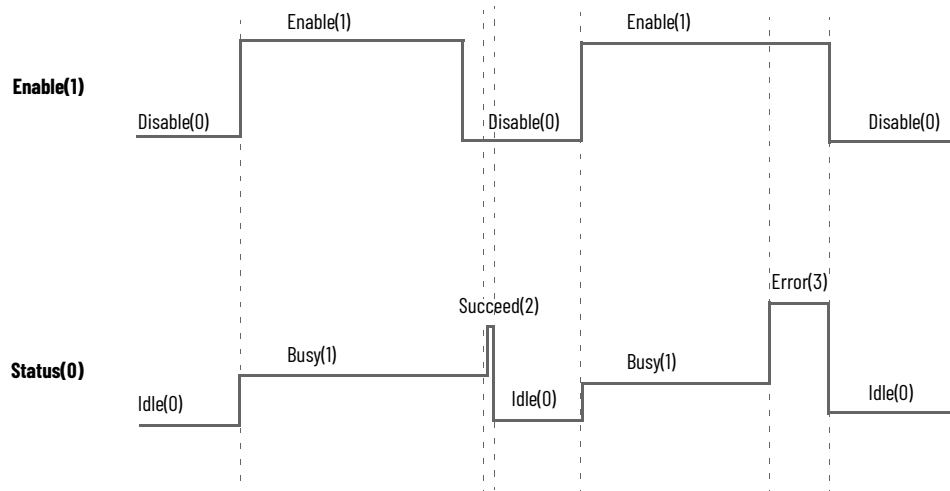 Enable(1)
Enable(1)
Enable(1)
Disable(0)
Disable(0)
Disable(0)
Error(3)
Succeed(2)
Busy(1)
Busy(1)
Status(0)
Idle(0)
Idle(0)
Idle(0)